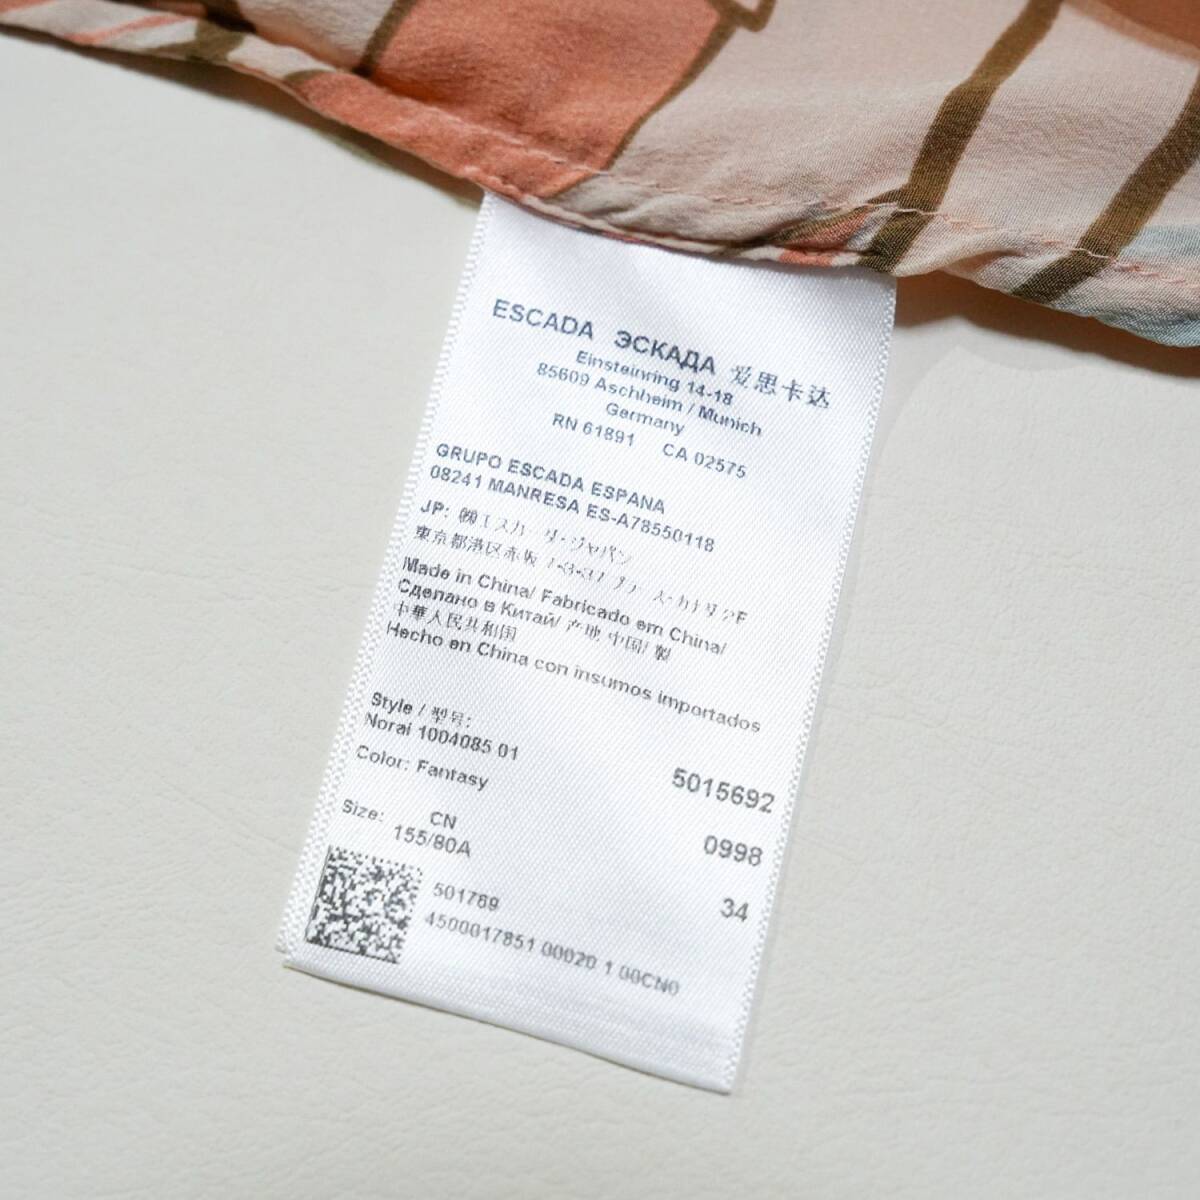 ESCADA ЭСКАДА 爱思卡达
Einsteinring 14-18
85609 Aschheim / Munich
Germany
RN 61891 CA 02575
GRUPO ESCADA ESPANA
08241 MANRESA ES-A78550118
JP: ㈱エスカーダ・ジャパン
東京都港区赤坂 7-3-37
Made in China/ Fabricado em China/
Сделано в Китай/ 产地 中国/ 製
中華人民共和国
Hecho en China con insumos importados
Style / 型号:
Norai 1004085 01
5015692
Color: Fantasy
0998
Size: CN
155/80A
34
501789
4500017851 00020 1 00CN0